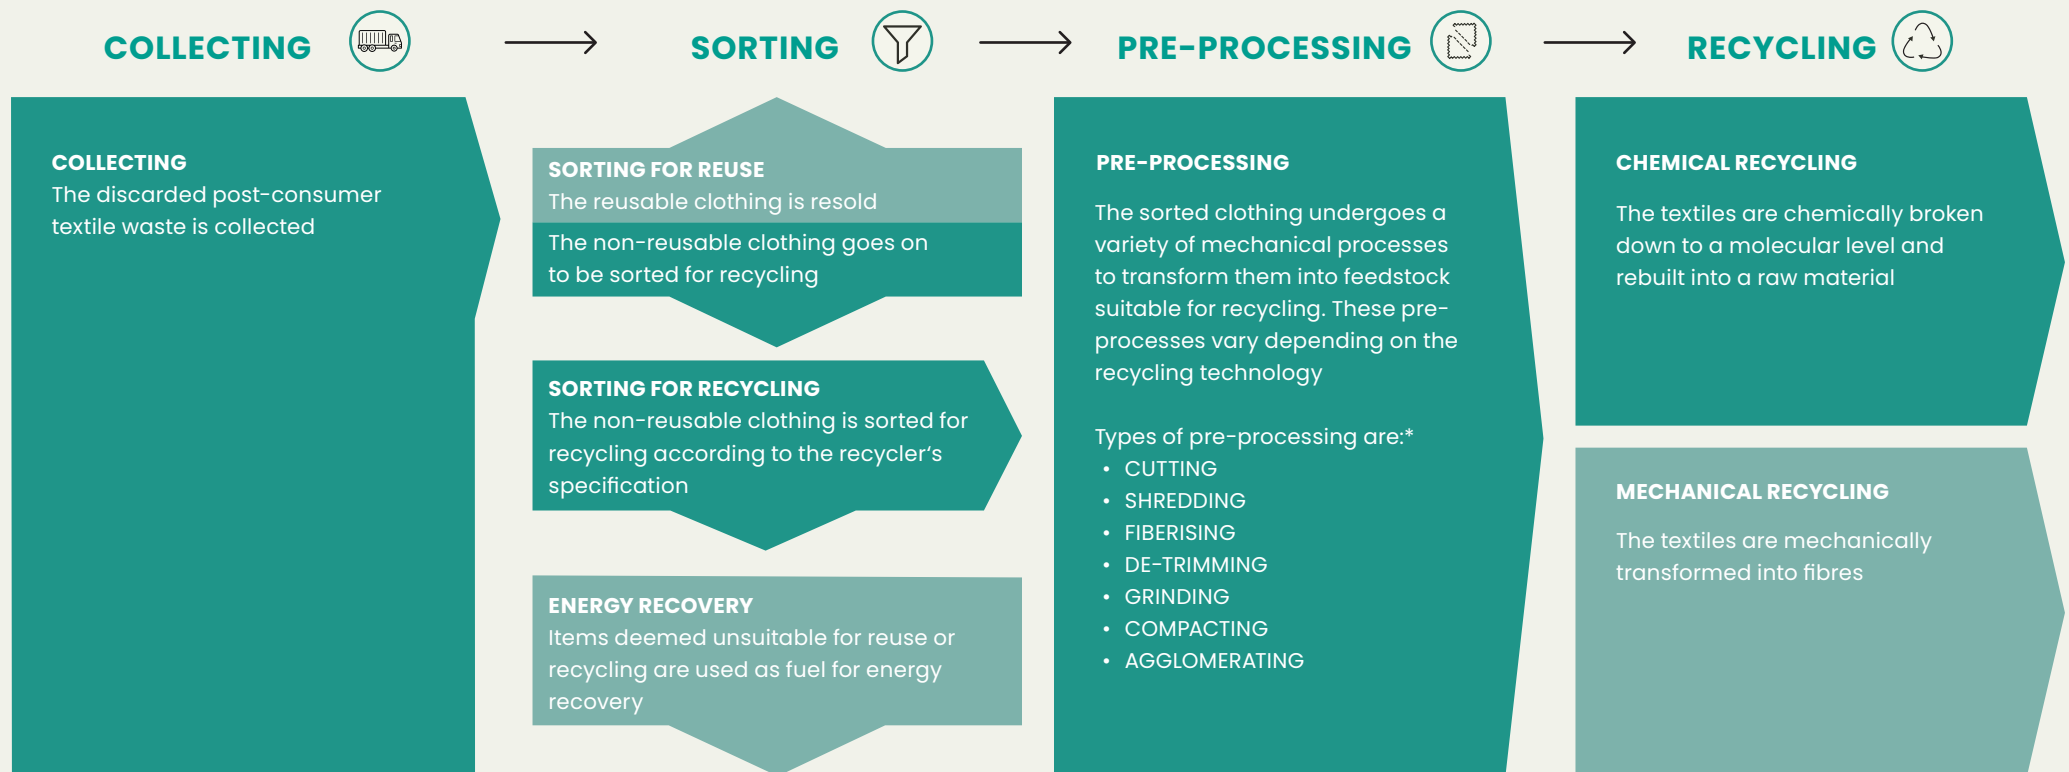 COLLECTING
SORTING
PRE-PROCESSING
RECYCLING
COLLECTING
The discarded post-consumer
textile waste is collected
SORTING FOR REUSE
The reusable clothing is resold
The non-reusable clothing goes on
to be sorted for recycling
SORTING FOR RECYCLING
The non-reusable clothing is sorted for
recycling according to the recycler‘s
specification
ENERGY RECOVERY
Items deemed unsuitable for reuse or
recycling are used as fuel for energy
recovery
PRE-PROCESSING
The sorted clothing undergoes a
variety of mechanical processes
to transform them into feedstock
suitable for recycling. These pre-
processes vary depending on the
recycling technology
Types of pre-processing are:*
• CUTTING
• SHREDDING
• FIBERISING
• DE-TRIMMING
• GRINDING
• COMPACTING
• AGGLOMERATING
CHEMICAL RECYCLING
The textiles are chemically broken
down to a molecular level and
rebuilt into a raw material
MECHANICAL RECYCLING
The textiles are mechanically
transformed into fibres